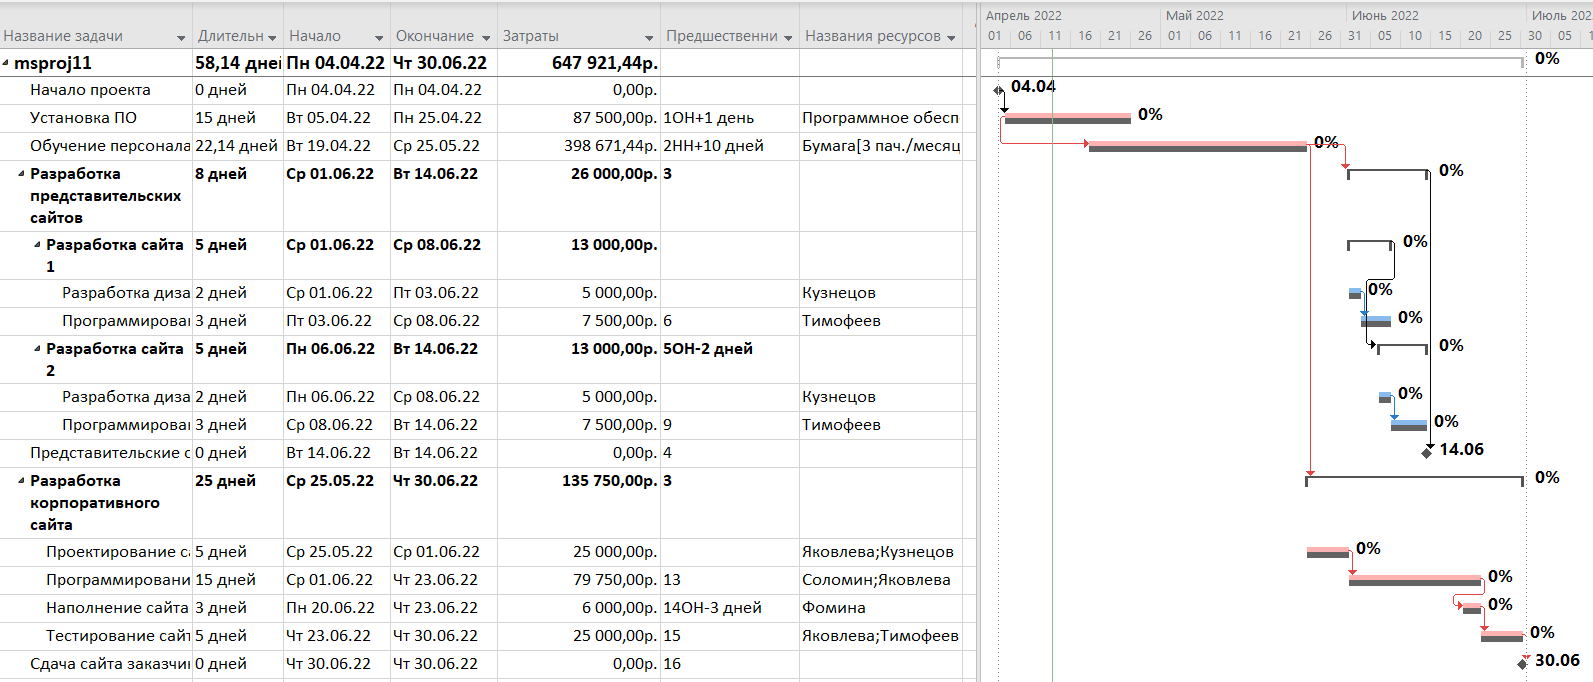 Апрель 2022 Май 2022 Июнь 2022 Июль 202
Название задачи Длительн Начало Окончание Затраты Предшественни Названия ресурсов 01 06 11 16 21 26 01 06 11 16 21 26 31 05 10 15 20 25 30 05 1
msproj11 58,14 дней Пн 04.04.22 Чт 30.06.22 647 921,44р. 0%
Начало проекта 0 дней Пн 04.04.22 Пн 04.04.22 0,00р. 04.04
Установка ПО 15 дней Вт 05.04.22 Пн 25.04.22 87 500,00р. 1ОН+1 день Программное обесп 0%
Обучение персонала 22,14 дней Вт 19.04.22 Ср 25.05.22 398 671,44р. 2НН+10 дней Бумага[3 пач./месяц 0%
Разработка 8 дней Ср 01.06.22 Вт 14.06.22 26 000,00р. 3 0%
представительских
сайтов
Разработка сайта 5 дней Ср 01.06.22 Ср 08.06.22 13 000,00р. 0%
1
Разработка диза 2 дней Ср 01.06.22 Пт 03.06.22 5 000,00р. Кузнецов 0%
Программирован 3 дней Пт 03.06.22 Ср 08.06.22 7 500,00р. 6 Тимофеев 0%
Разработка сайта 5 дней Пн 06.06.22 Вт 14.06.22 13 000,00р. 5ОН-2 дней 0%
2
Разработка диза 2 дней Пн 06.06.22 Ср 08.06.22 5 000,00р. Кузнецов 0%
Программирован 3 дней Ср 08.06.22 Вт 14.06.22 7 500,00р. 9 Тимофеев 0%
Представительские с 0 дней Вт 14.06.22 Вт 14.06.22 0,00р. 4 14.06
Разработка 25 дней Ср 25.05.22 Чт 30.06.22 135 750,00р. 3 0%
корпоративного
сайта
Проектирование са 5 дней Ср 25.05.22 Ср 01.06.22 25 000,00р. Яковлева;Кузнецов 0%
Программировани 15 дней Ср 01.06.22 Чт 23.06.22 79 750,00р. 13 Соломин;Яковлева 0%
Наполнение сайта 3 дней Пн 20.06.22 Чт 23.06.22 6 000,00р. 14ОН-3 дней Фомина 0%
Тестирование сайт 5 дней Чт 23.06.22 Чт 30.06.22 25 000,00р. 15 Яковлева;Тимофеев 0%
Сдача сайта заказчи 0 дней Чт 30.06.22 Чт 30.06.22 0,00р. 16 30.06